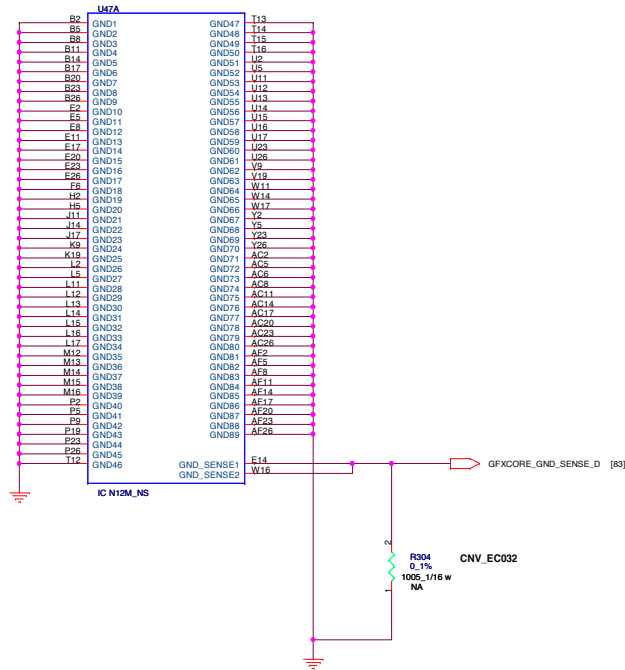 U47A
B2 GND1 GND47 T13
B5 GND2 GND48 T14
B8 GND3 GND49 T15
B11 GND4 GND50 T16
B14 GND5 GND51 U2
B17 GND6 GND52 U5
B20 GND7 GND53 U11
B23 GND8 GND54 U12
B26 GND9 GND55 U13
E2 GND10 GND56 U14
E5 GND11 GND57 U15
E8 GND12 GND58 U16
E11 GND13 GND59 U17
E17 GND14 GND60 U23
E20 GND15 GND61 U26
E23 GND16 GND62 V9
E26 GND17 GND63 V19
F6 GND18 GND64 W11
H2 GND19 GND65 W14
H5 GND20 GND66 W17
J11 GND21 GND67 Y2
J14 GND22 GND68 Y5
J17 GND23 GND69 Y23
K9 GND24 GND70 Y26
K19 GND25 GND71 AC2
L2 GND26 GND72 AC5
L5 GND27 GND73 AC6
L11 GND28 GND74 AC8
L12 GND29 GND75 AC11
L13 GND30 GND76 AC14
L14 GND31 GND77 AC17
L15 GND32 GND78 AC20
L16 GND33 GND79 AC23
L17 GND34 GND80 AC26
M12 GND35 GND81 AF2
M13 GND36 GND82 AF5
M14 GND37 GND83 AF8
M15 GND38 GND84 AF11
M16 GND39 GND85 AF14
P2 GND40 GND86 AF17
P5 GND41 GND87 AF20
P9 GND42 GND88 AF23
P19 GND43 GND89 AF26
P23 GND44
P26 GND45
T12 GND46 GND_SENSE1 E14 GFXCORE_GND_SENSE_D [83]
GND_SENSE2 W16
IC N12M_NS
2
R304 CNV_EC032
0_1%
1005_1/16 w
NA
1